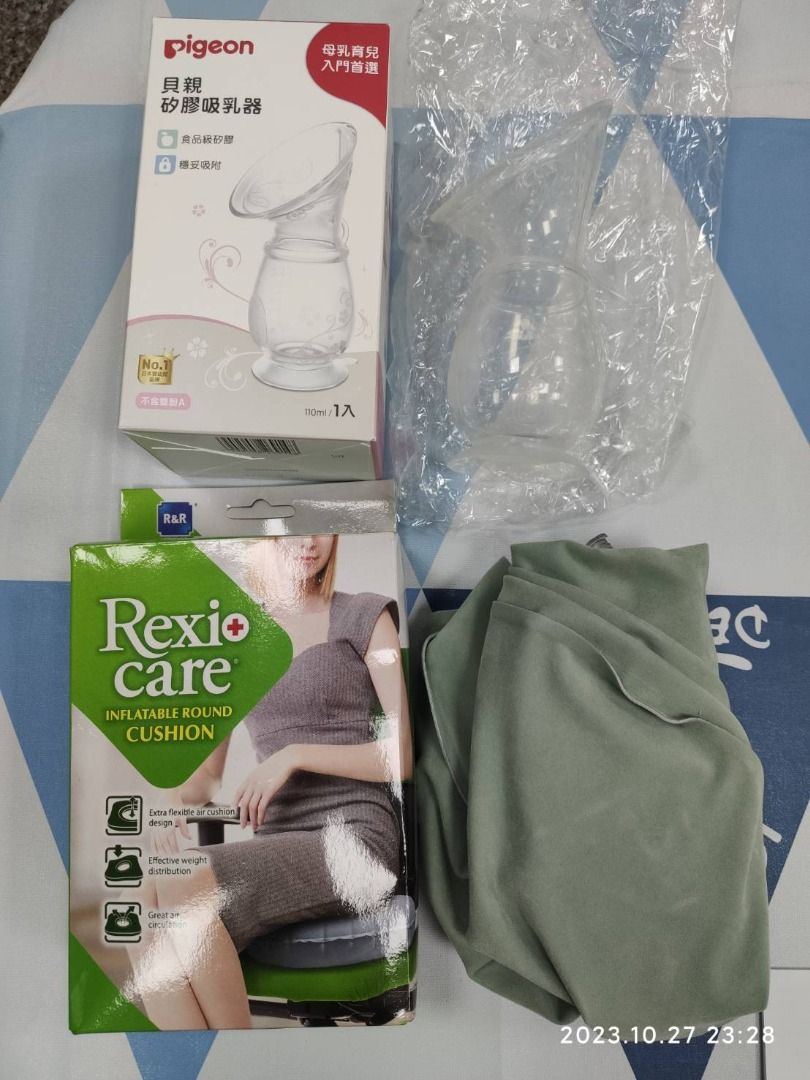 Pigeon
母乳育兒
入門首選
貝親
矽膠吸乳器
食品級矽膠
穩妥吸附
No.1
不含雙酚A
110ml / 1入
R&R
Rexi
care
INFLATABLE ROUND
CUSHION
Extra flexible air cushion
design
Effective weight
distribution
Great air
circulation
2023.10.27 23:28